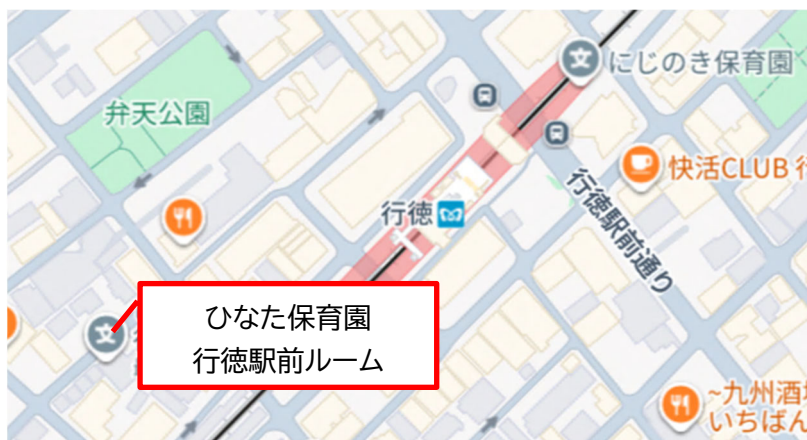 にじのき保育園
弁天公園
快活CLUB
行徳駅前通り
行徳
ひなた保育園
行徳駅前ルーム
~九州酒
いちばん